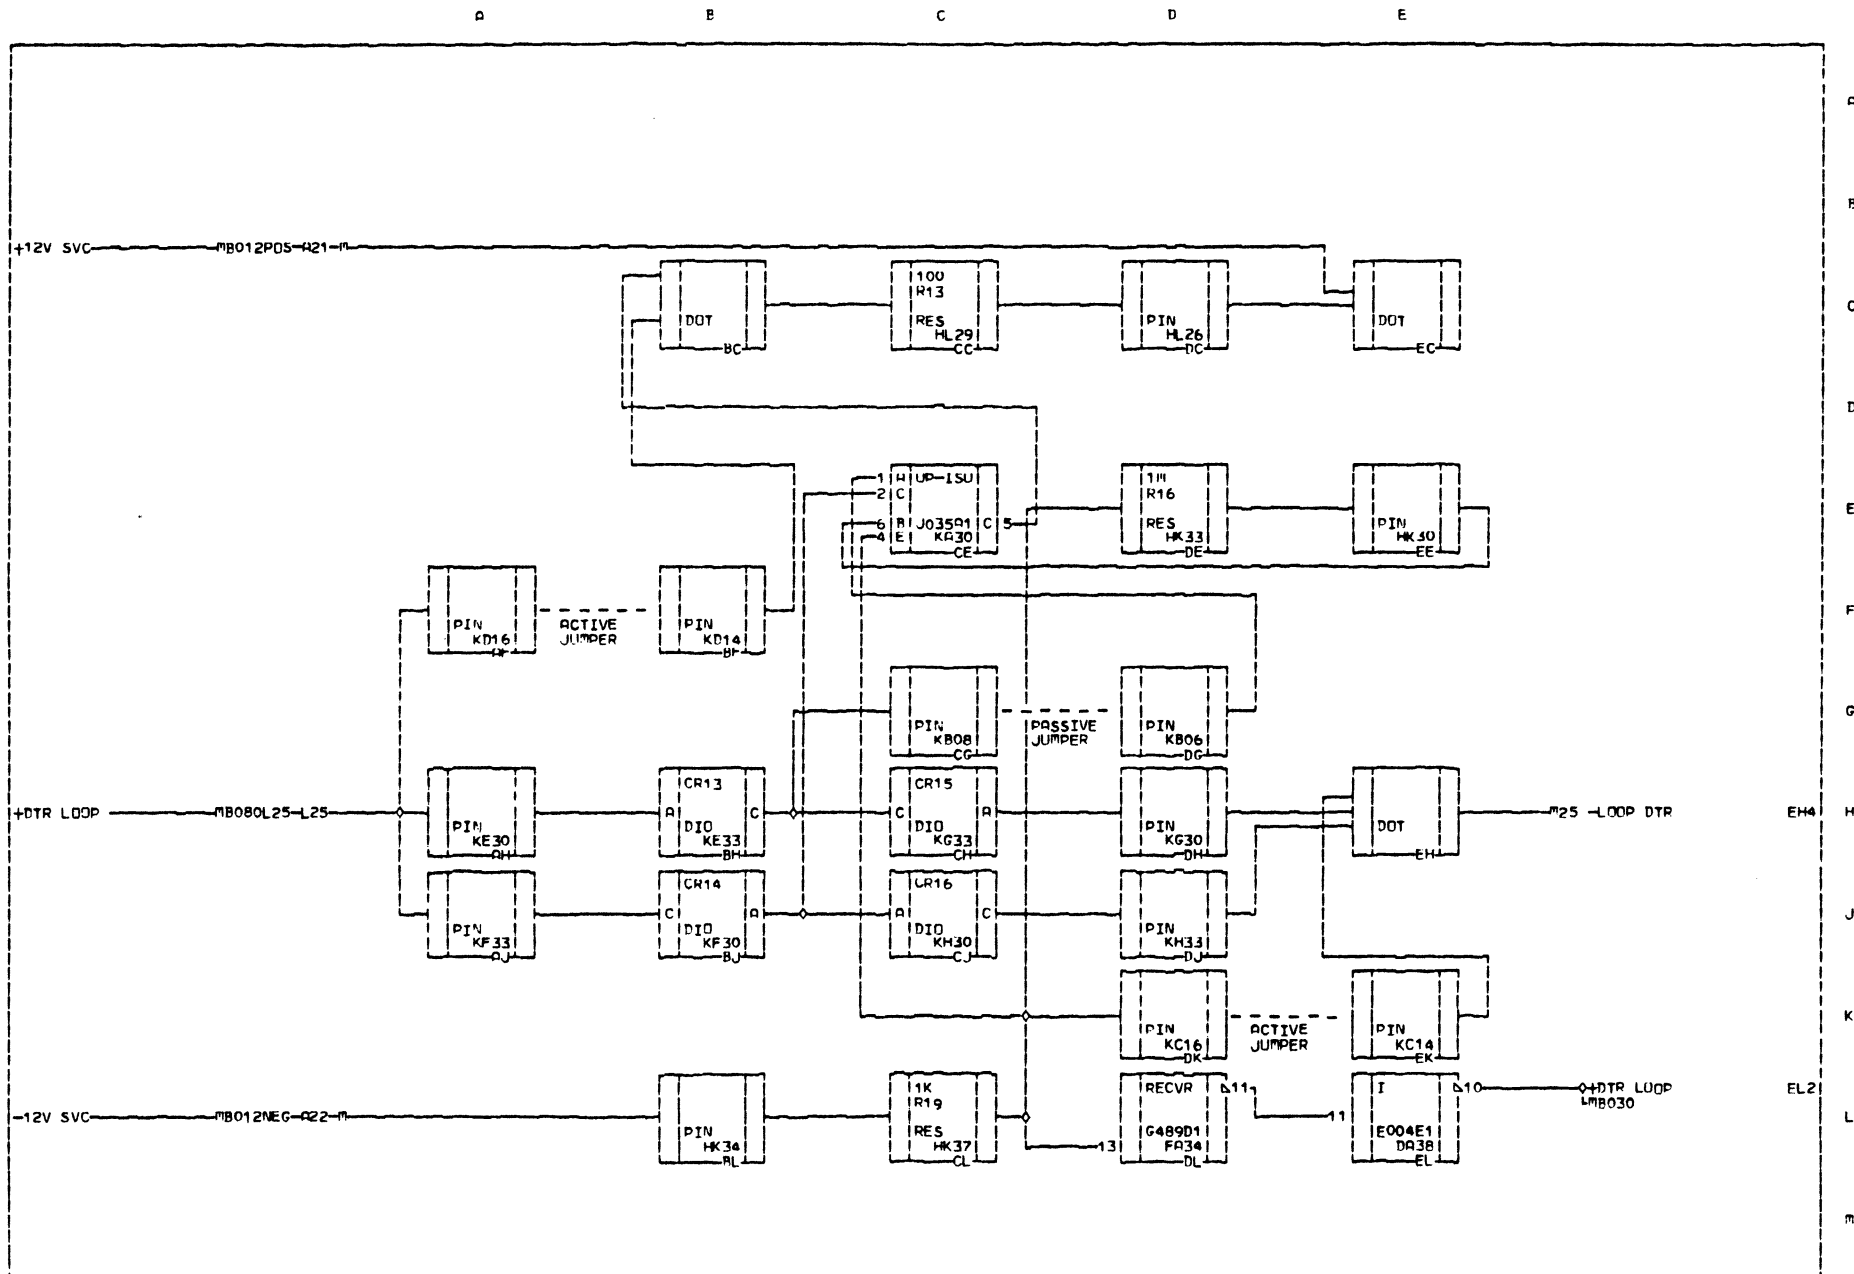 A B C D E
A
B
+12V SVC MB012POS-A21-M
100
R13
DOT RES PIN DOT
HL29 HL26
BC CC DC EC
C
D
1 A OP-ISO 1M
2 C R16
6 B J035A1 C 5 RES PIN
4 E KA30 HK33 HK30
CE DE EE
E
PIN ACTIVE PIN
KD16 JUMPER KD14
AF BF
F
G
PIN PASSIVE PIN
KB08 JUMPER KB06
CG DG
CR13 CR15
+DTR LOOP MB080L25-L25 A C C A M25 -LOOP DTR EH4 H
PIN DIO DIO PIN DOT
KE30 KE33 KG33 KG30
AH BH CH DH EH
CR14 CR16
C A A C J
PIN DIO DIO PIN
KF33 KF30 KH30 KH33
AJ BJ CJ DJ
K
PIN ACTIVE PIN
KC16 JUMPER KC14
DK EK
1K RECVR 11 I 10 +DTR LOOP EL2
R19 MB030
-12V SVC MB012NEG-A22-M 11 L
PIN RES 13 G489D1 E004E1
HK34 HK37 FA34 DA38
BL CL DL EL
M